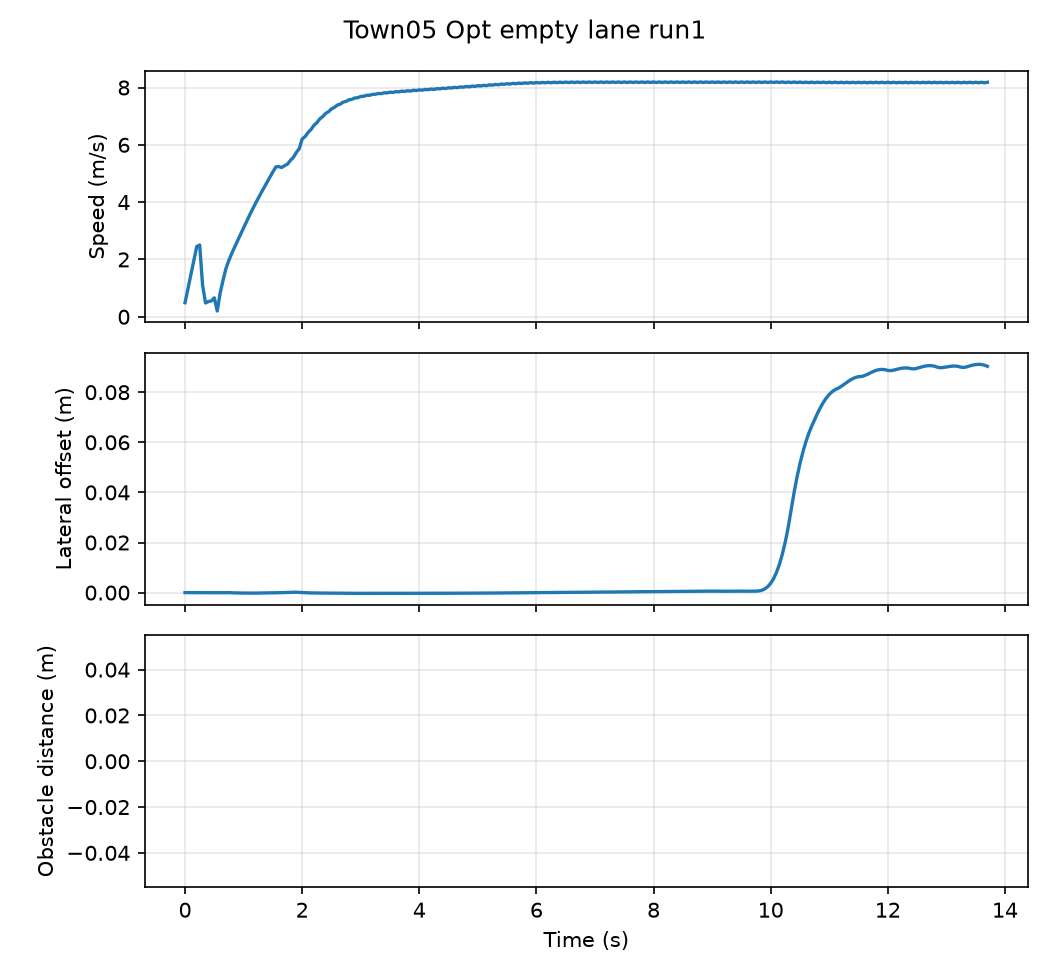 Town05 Opt empty lane run1
8
6
4
2
0
Speed (m/s)
0.08
0.06
0.04
0.02
0.00
Lateral offset (m)
0.04
0.02
0.00
−0.02
−0.04
Obstacle distance (m)
0 2 4 6 8 10 12 14
Time (s)